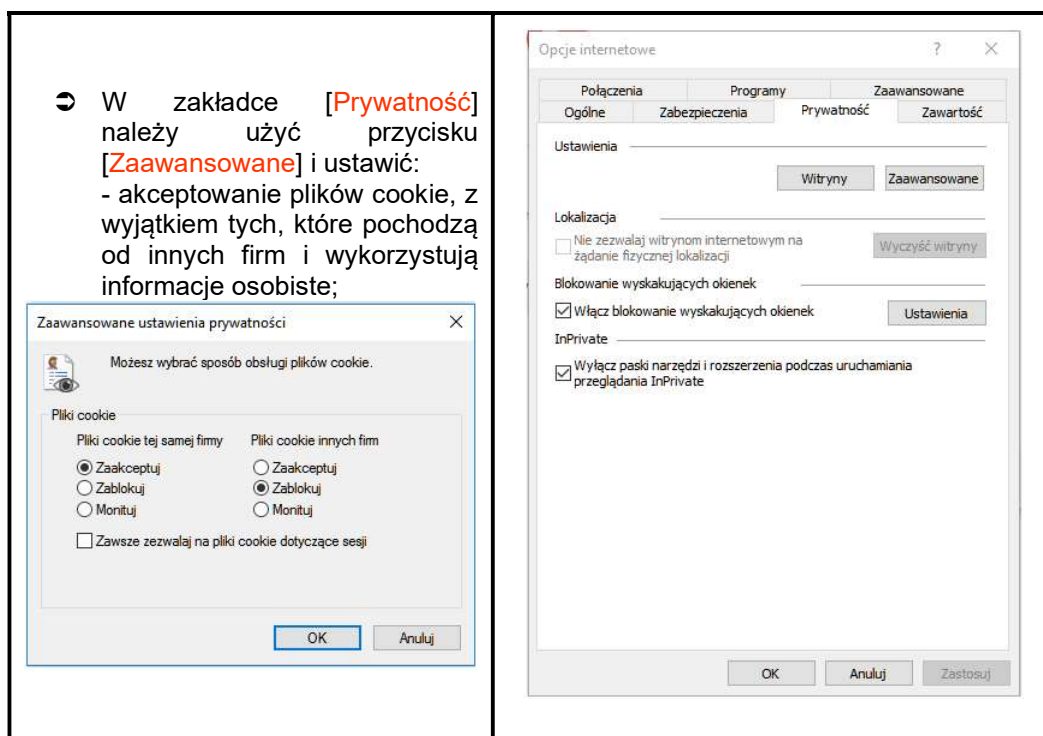 ➲ W zakładce [Prywatność]
należy użyć przycisku
[Zaawansowane] i ustawić:
- akceptowanie plików cookie, z
wyjątkiem tych, które pochodzą
od innych firm i wykorzystują
informacje osobiste;
Zaawansowane ustawienia prywatności
Możesz wybrać sposób obsługi plików cookie.
Pliki cookie
Pliki cookie tej samej firmy Pliki cookie innych firm
Zaakceptuj Zaakceptuj
Zablokuj Zablokuj
Monituj Monituj
Zawsze zezwalaj na pliki cookie dotyczące sesji
OK Anuluj
Opcje internetowe ?
Połączenia Programy Zaawansowane
Ogólne Zabezpieczenia Prywatność Zawartość
Ustawienia
Witryny Zaawansowane
Lokalizacja
Nie zezwalaj witrynom internetowym na
żądanie fizycznej lokalizacji
Wyczyść witryny
Blokowanie wyskakujących okienek
Włącz blokowanie wyskakujących okienek Ustawienia
InPrivate
Wyłącz paski narzędzi i rozszerzenia podczas uruchamiania
przeglądania InPrivate
OK Anuluj Zastosuj